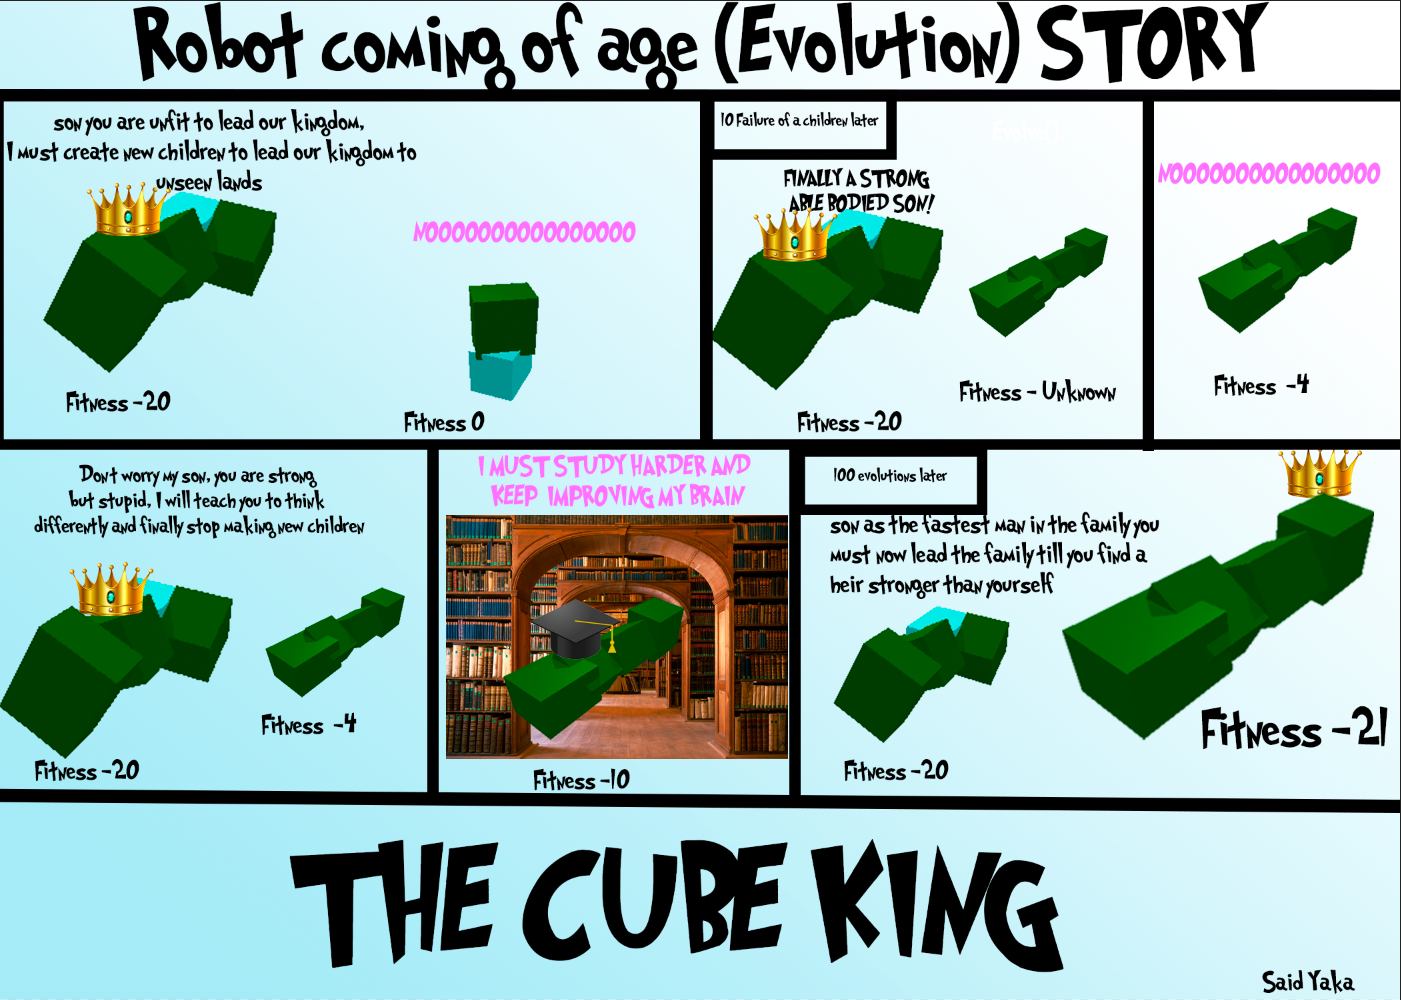 Robot coming of age (Evolution) STORY
son you are unfit to lead our kingdom,
I must create new children to lead our kingdom to
unseen lands
NOOOOOOOOOOOOOOOO
Fitness -20
Fitness 0
10 Failure of a children later
FINALLY A STRONG
ABLE BODIED SON!
Fitness -20
Fitness - Unknown
NOOOOOOOOOOOOOOOO
Fitness -4
Dont worry my son, you are strong
but stupid, I will teach you to think
differently and finally stop making new children
Fitness -20
Fitness -4
I MUST STUDY HARDER AND
KEEP IMPROVING MY BRAIN
Fitness -10
100 evolutions later
son as the fastest man in the family you
must now lead the family till you find a
heir stronger than yourself
Fitness -20
Fitness -21
THE CUBE KING
Said Yaka